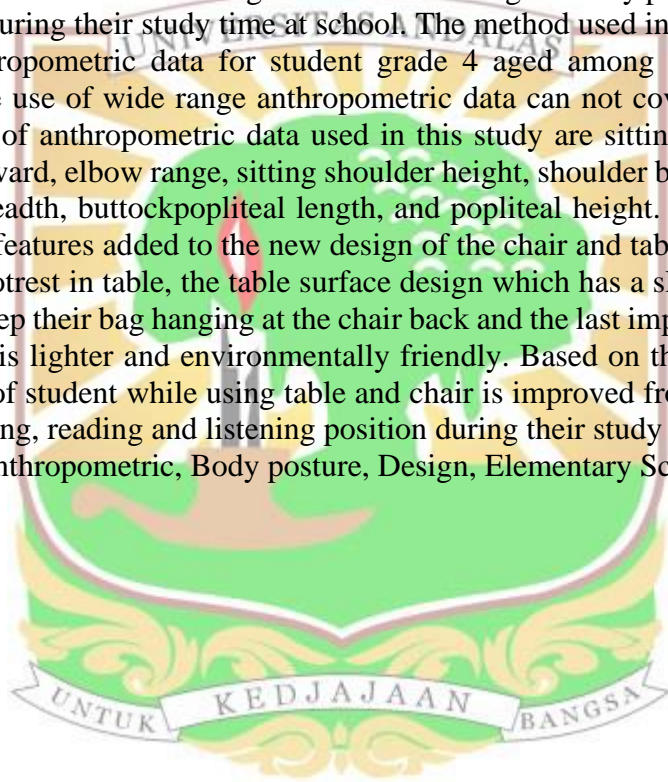 uring their study time at school. The method used in
UNIVERSITAS ANDALAS
ropometric data for student grade 4 aged among
use of wide range anthropometric data can not cov
of anthropometric data used in this study are sittin
ward, elbow range, sitting shoulder height, shoulder b
eadth, buttockpopliteal length, and popliteal height.
features added to the new design of the chair and tab
otrest in table, the table surface design which has a s
ep their bag hanging at the chair back and the last imp
is lighter and environmentally friendly. Based on th
of student while using table and chair is improved fr
ng, reading and listening position during their study
nthropometric, Body posture, Design, Elementary Sc
UNTUK KEDJAJAAN BANGSA